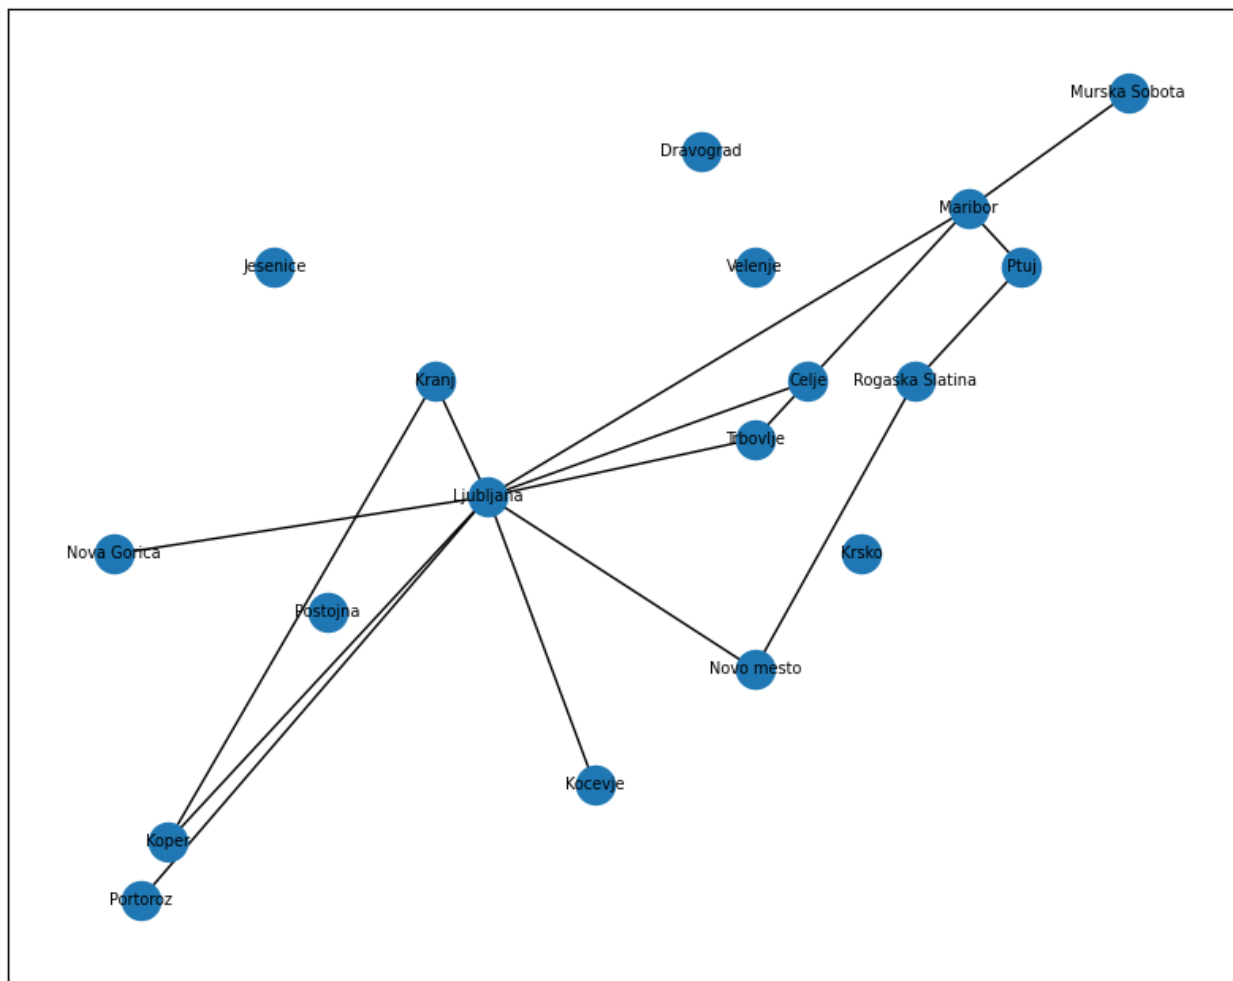 Murska Sobota
Dravograd
Maribor
Jesenice
Velenje
Ptuj
Kranj
Celje
Rogaska Slatina
Trbovlje
Ljubljana
Nova Gorica
Krsko
Postojna
Novo mesto
Kocevje
Koper
Portoroz